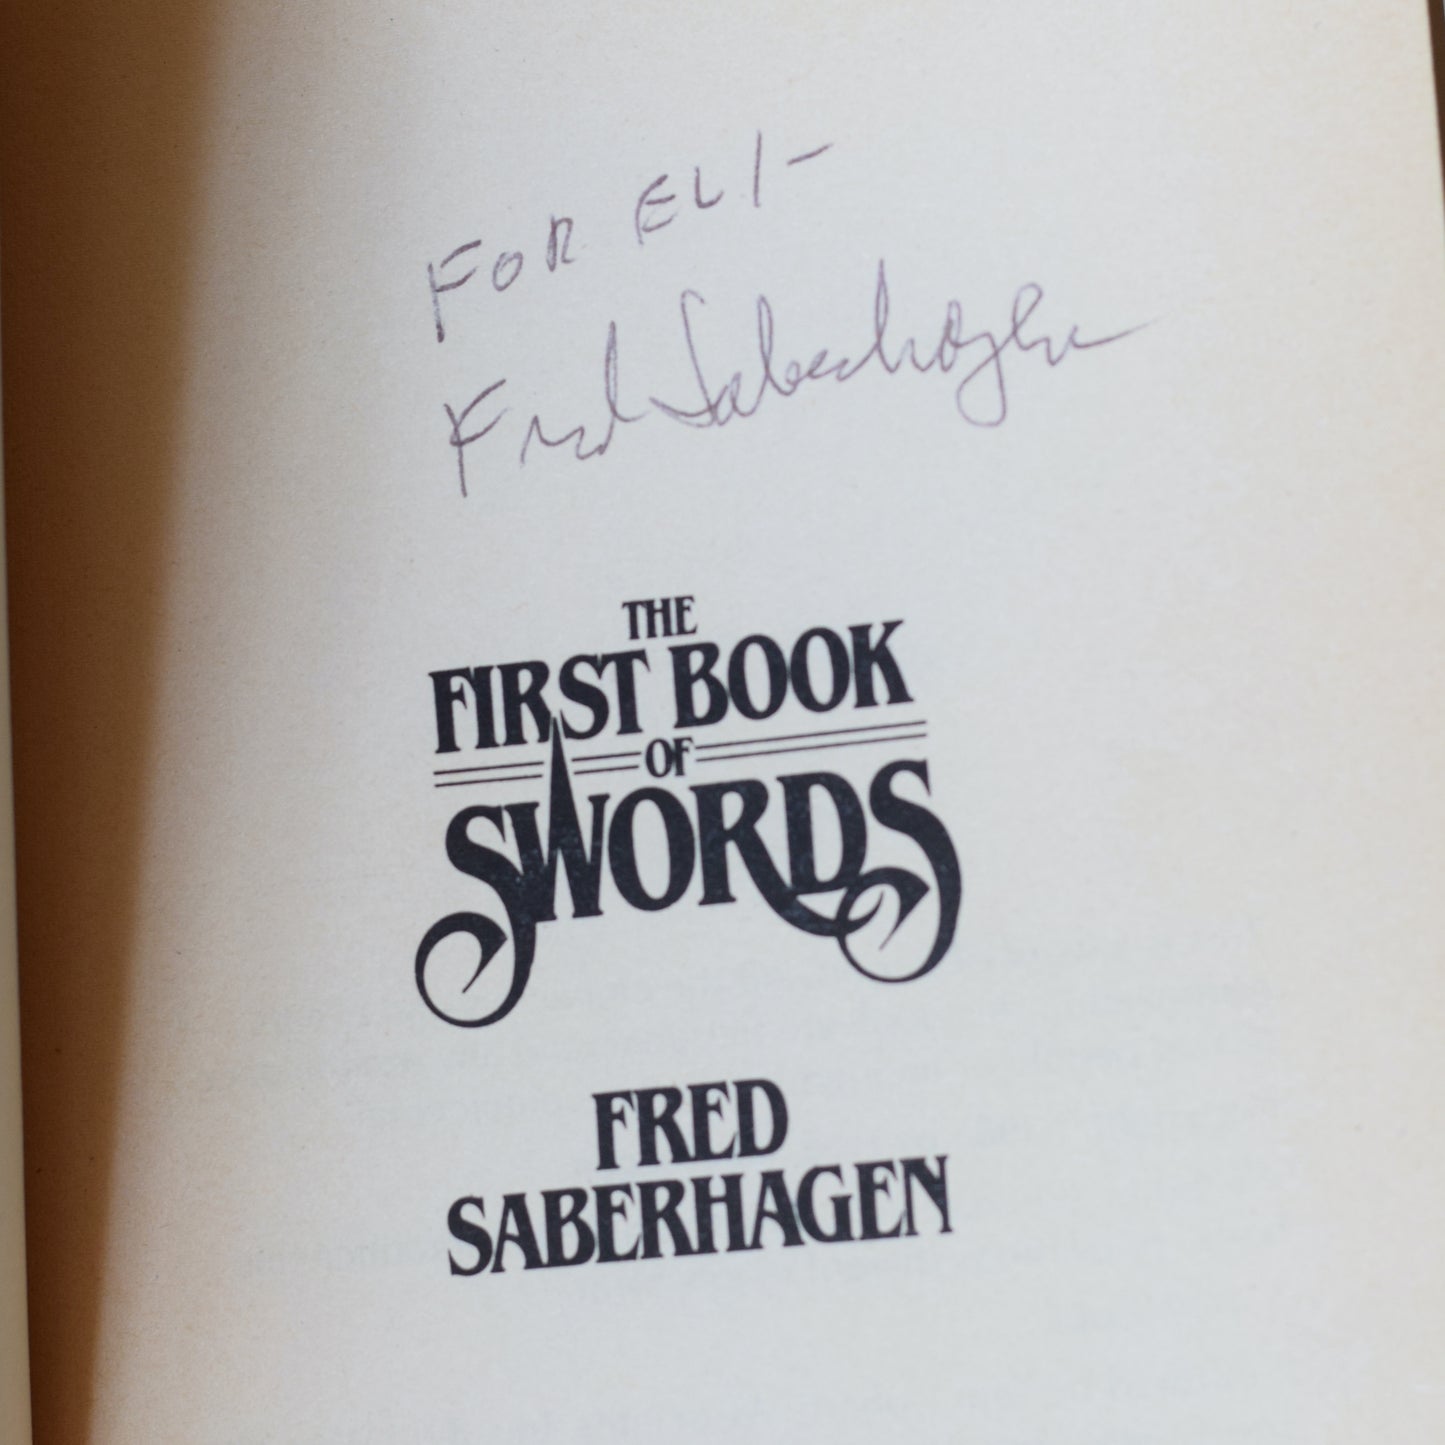 FOR ELI-
Fred Saberhagen
THE
FIRST BOOK
OF
SWORDS
FRED
SABERHAGEN